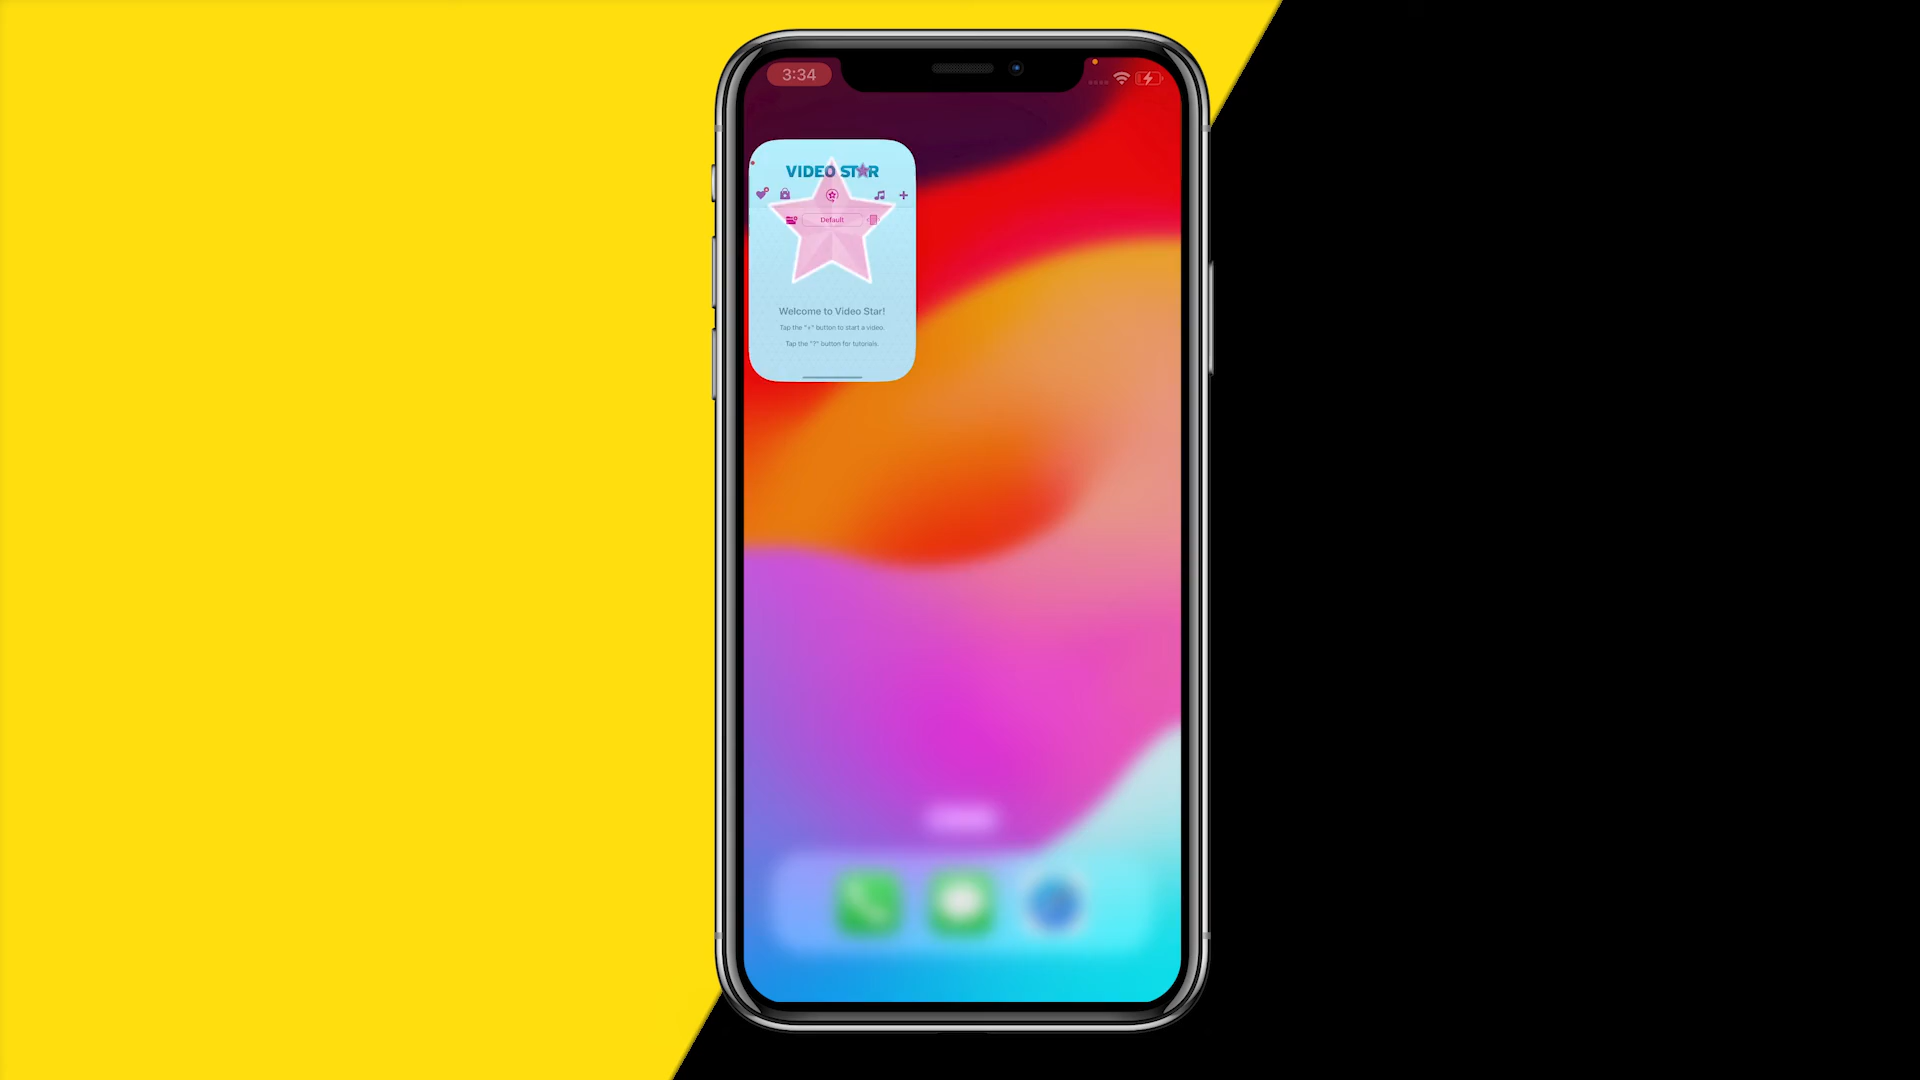 3:34
VIDEO STAR
Default
Welcome to Video Star!
Tap the "+" button to start a video.
Tap the "?" button for tutorials.